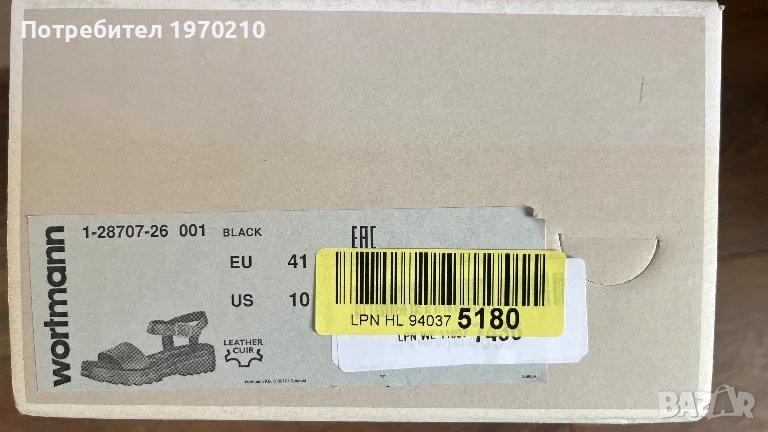 Потребител 1970210
1-28707-26 001 BLACK
EAC
EU 41
US 10
wortmann
LEATHER
CUIR
LPN HL 94037 5180
BAZAR